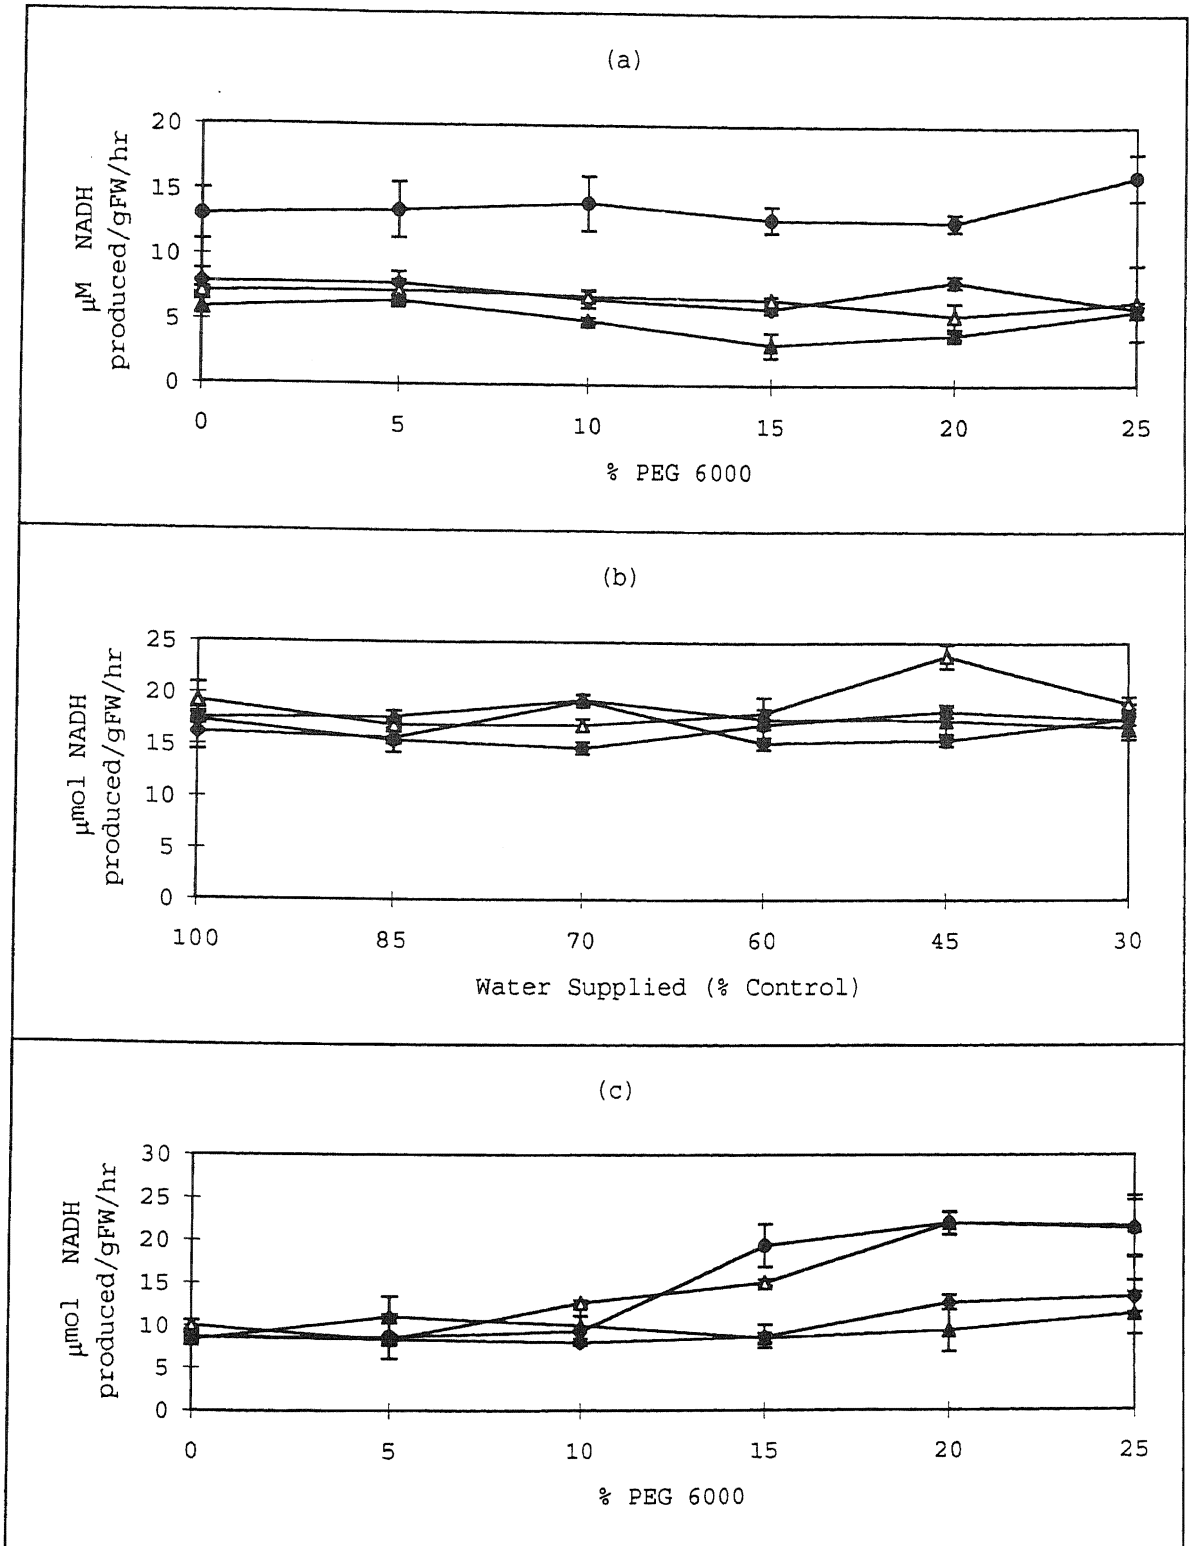 (a)
µM NADH
produced/gFW/hr
20
15
10
5
0
0 5 10 15 20 25
% PEG 6000
(b)
µmol NADH
produced/gFW/hr
25
20
15
10
5
0
100 85 70 60 45 30
Water Supplied (% Control)
(c)
µmol NADH
produced/gFW/hr
30
25
20
15
10
5
0
0 5 10 15 20 25
% PEG 6000